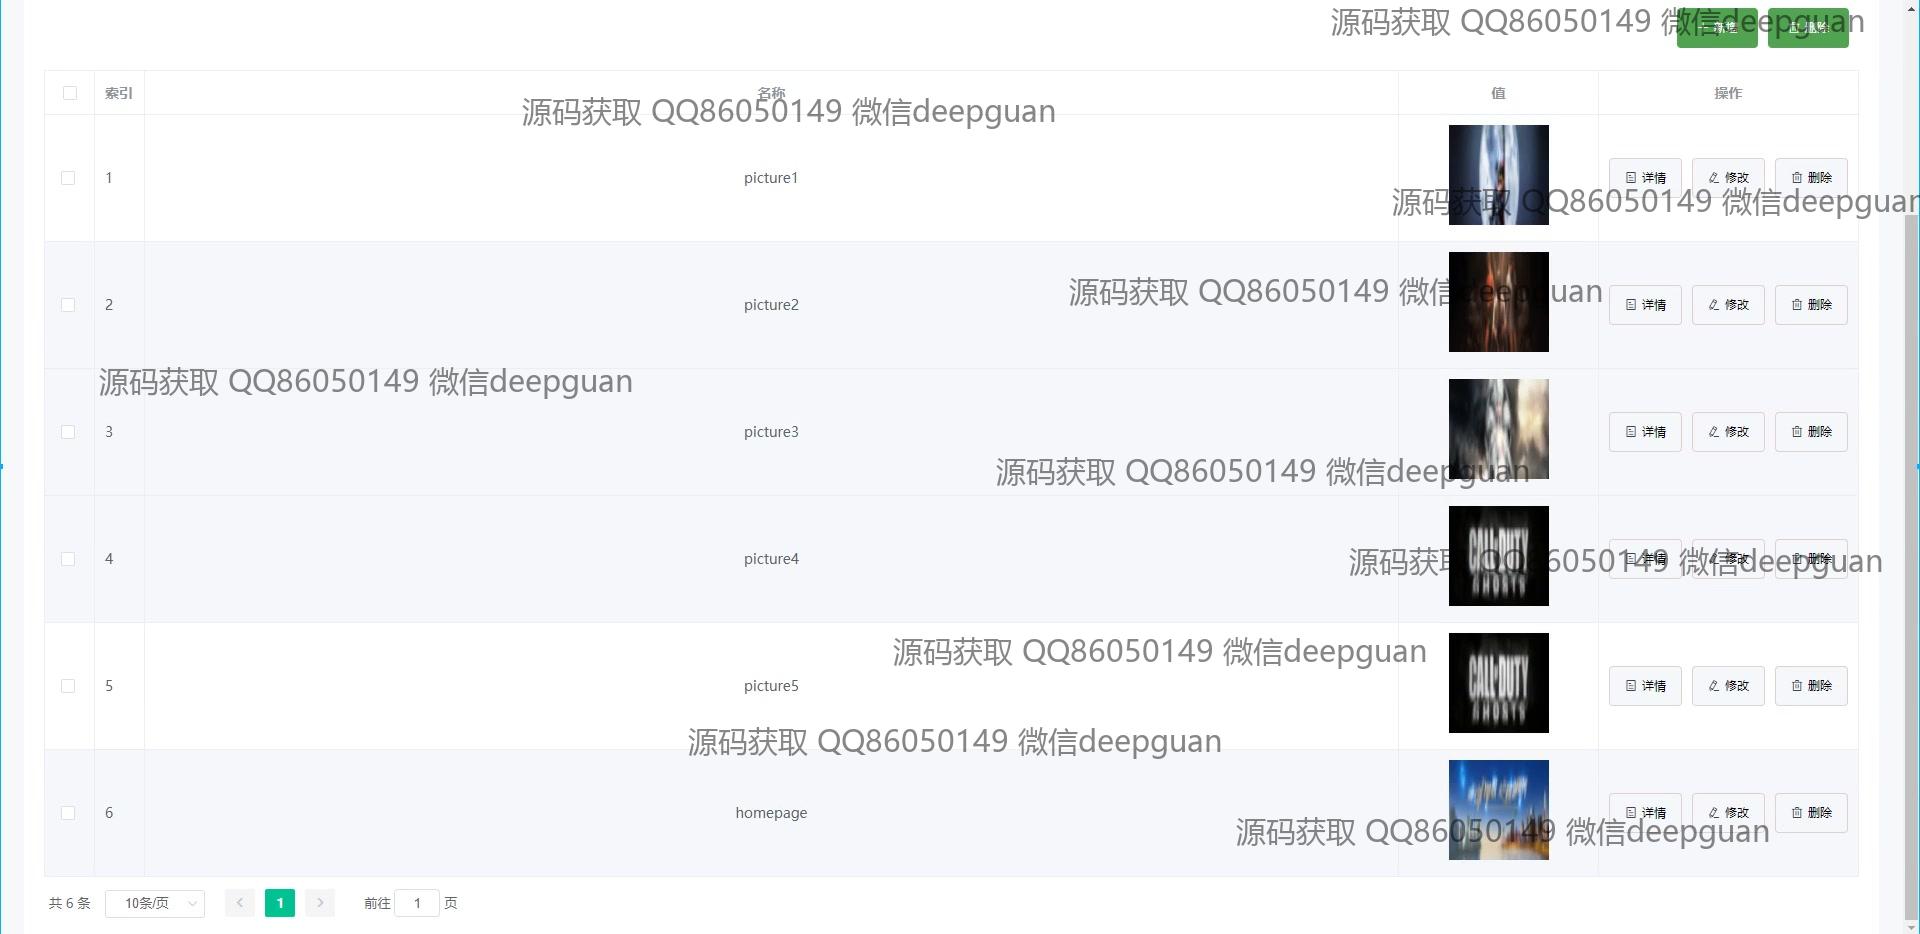 源码获取 QQ86050149 微信deepguan
新增 删除
索引 名称 值 操作
源码获取 QQ86050149 微信deepguan
1 picture1 详情 修改 删除
源码获取 QQ86050149 微信deepguan
源码获取 QQ86050149 微信deepguan
2 picture2 详情 修改 删除
源码获取 QQ86050149 微信deepguan
3 picture3 详情 修改 删除
源码获取 QQ86050149 微信deepguan
4 picture4 CALL DUTY GHOSTS 详情 修改 删除
源码获取 QQ86050149 微信deepguan
源码获取 QQ86050149 微信deepguan
5 picture5 CALL DUTY GHOSTS 详情 修改 删除
源码获取 QQ86050149 微信deepguan
6 homepage 详情 修改 删除
源码获取 QQ86050149 微信deepguan
共 6 条 10条/页 1 前往 1 页